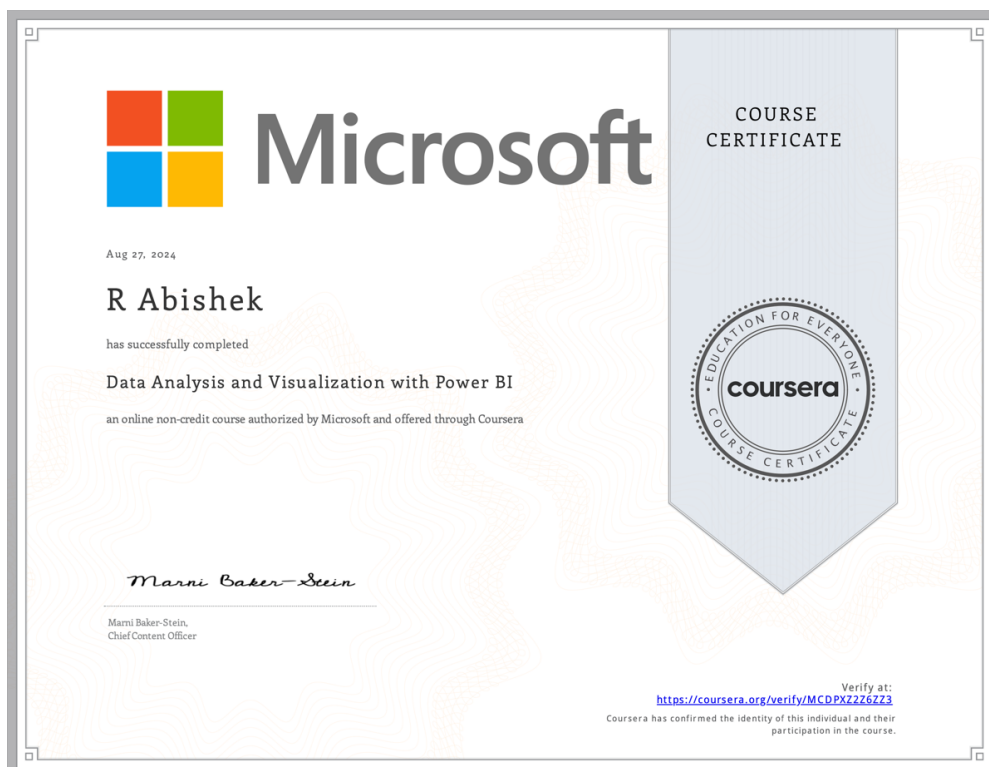 Microsoft
COURSE
CERTIFICATE
Aug 27, 2024
R Abishek
has successfully completed
Data Analysis and Visualization with Power BI
an online non-credit course authorized by Microsoft and offered through Coursera
EDUCATION FOR EVERYONE
coursera
COURSE CERTIFICATE
Marni Baker-Stein
Marni Baker-Stein,
Chief Content Officer
Verify at:
https://coursera.org/verify/MCDPXZ2Z6ZZ3
Coursera has confirmed the identity of this individual and their
participation in the course.